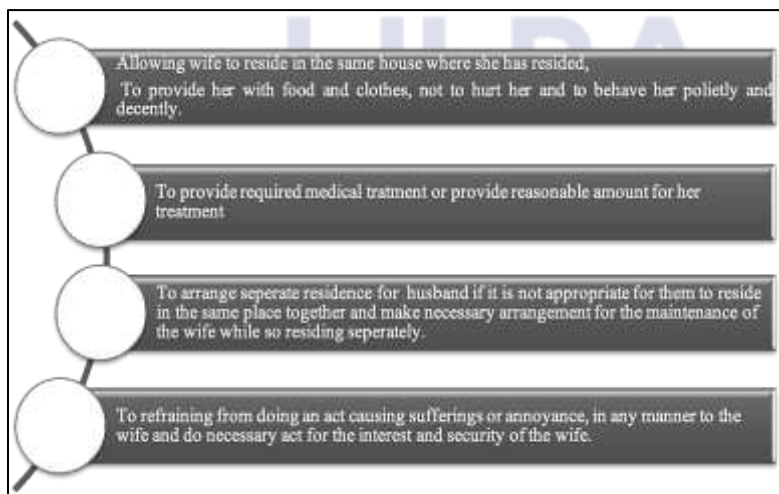 Allowing wife to reside in the same house where she has resided,
To provide her with food and clothes, not to hurt her and to behave her polietly and
decently.
To provide required medical tratment or provide reasonable amount for her
treatment
To arrange seperate residence for husband if it is not appropriate for them to reside
in the same place together and make necessary arrangement for the maintenance of
the wife while so residing seperately.
To refraining from doing an act causing sufferings or annoyance, in any manner to the
wife and do necessary act for the interest and security of the wife.